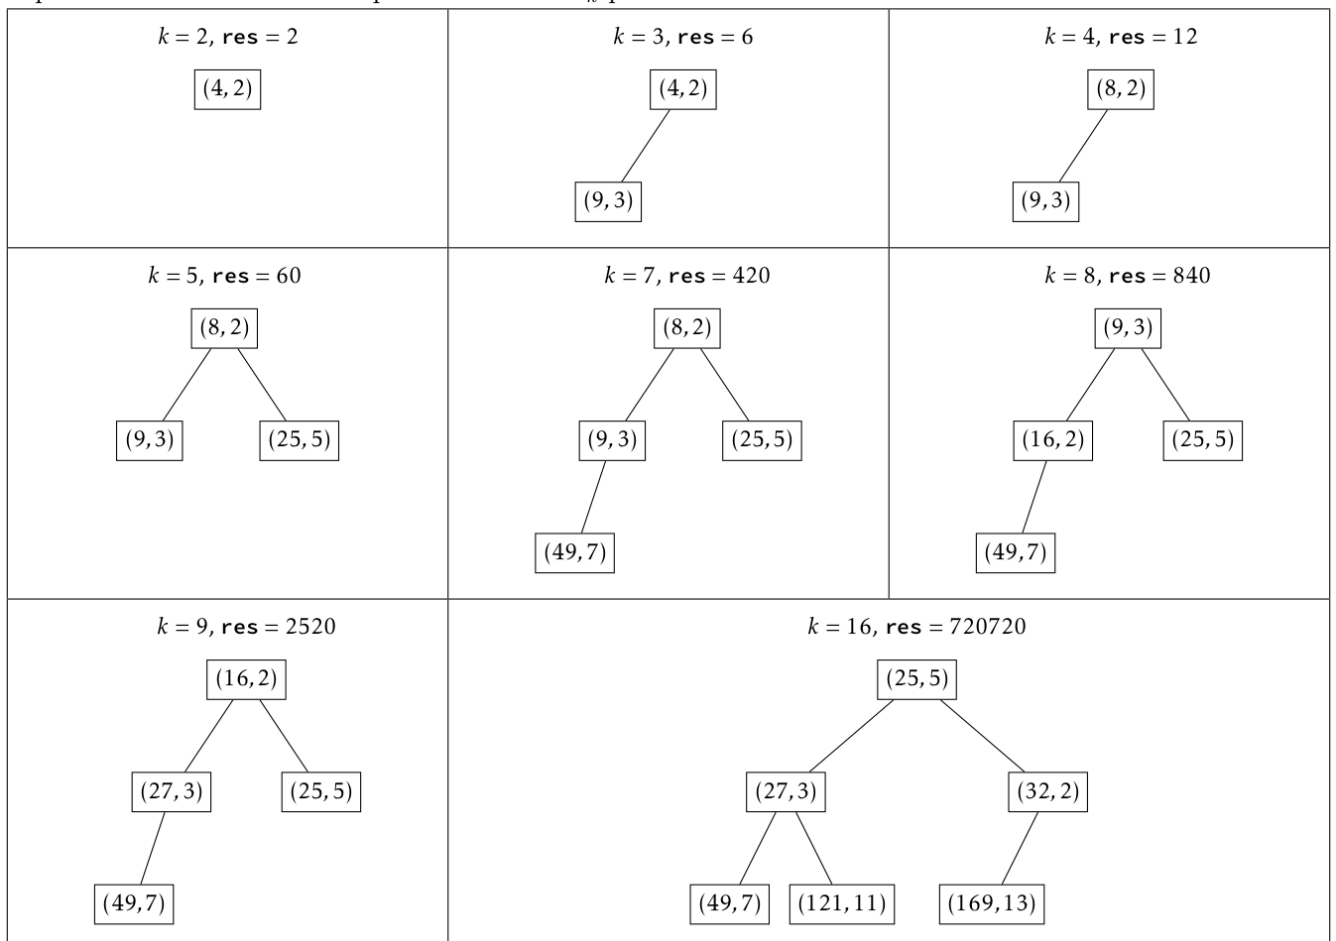 k = 2, res = 2
(4, 2)
k = 3, res = 6
(4, 2)
(9, 3)
k = 4, res = 12
(8, 2)
(9, 3)
k = 5, res = 60
(8, 2)
(9, 3) (25, 5)
k = 7, res = 420
(8, 2)
(9, 3) (25, 5)
(49, 7)
k = 8, res = 840
(9, 3)
(16, 2) (25, 5)
(49, 7)
k = 9, res = 2520
(16, 2)
(27, 3) (25, 5)
(49, 7)
k = 16, res = 720720
(25, 5)
(27, 3) (32, 2)
(49, 7) (121, 11) (169, 13)